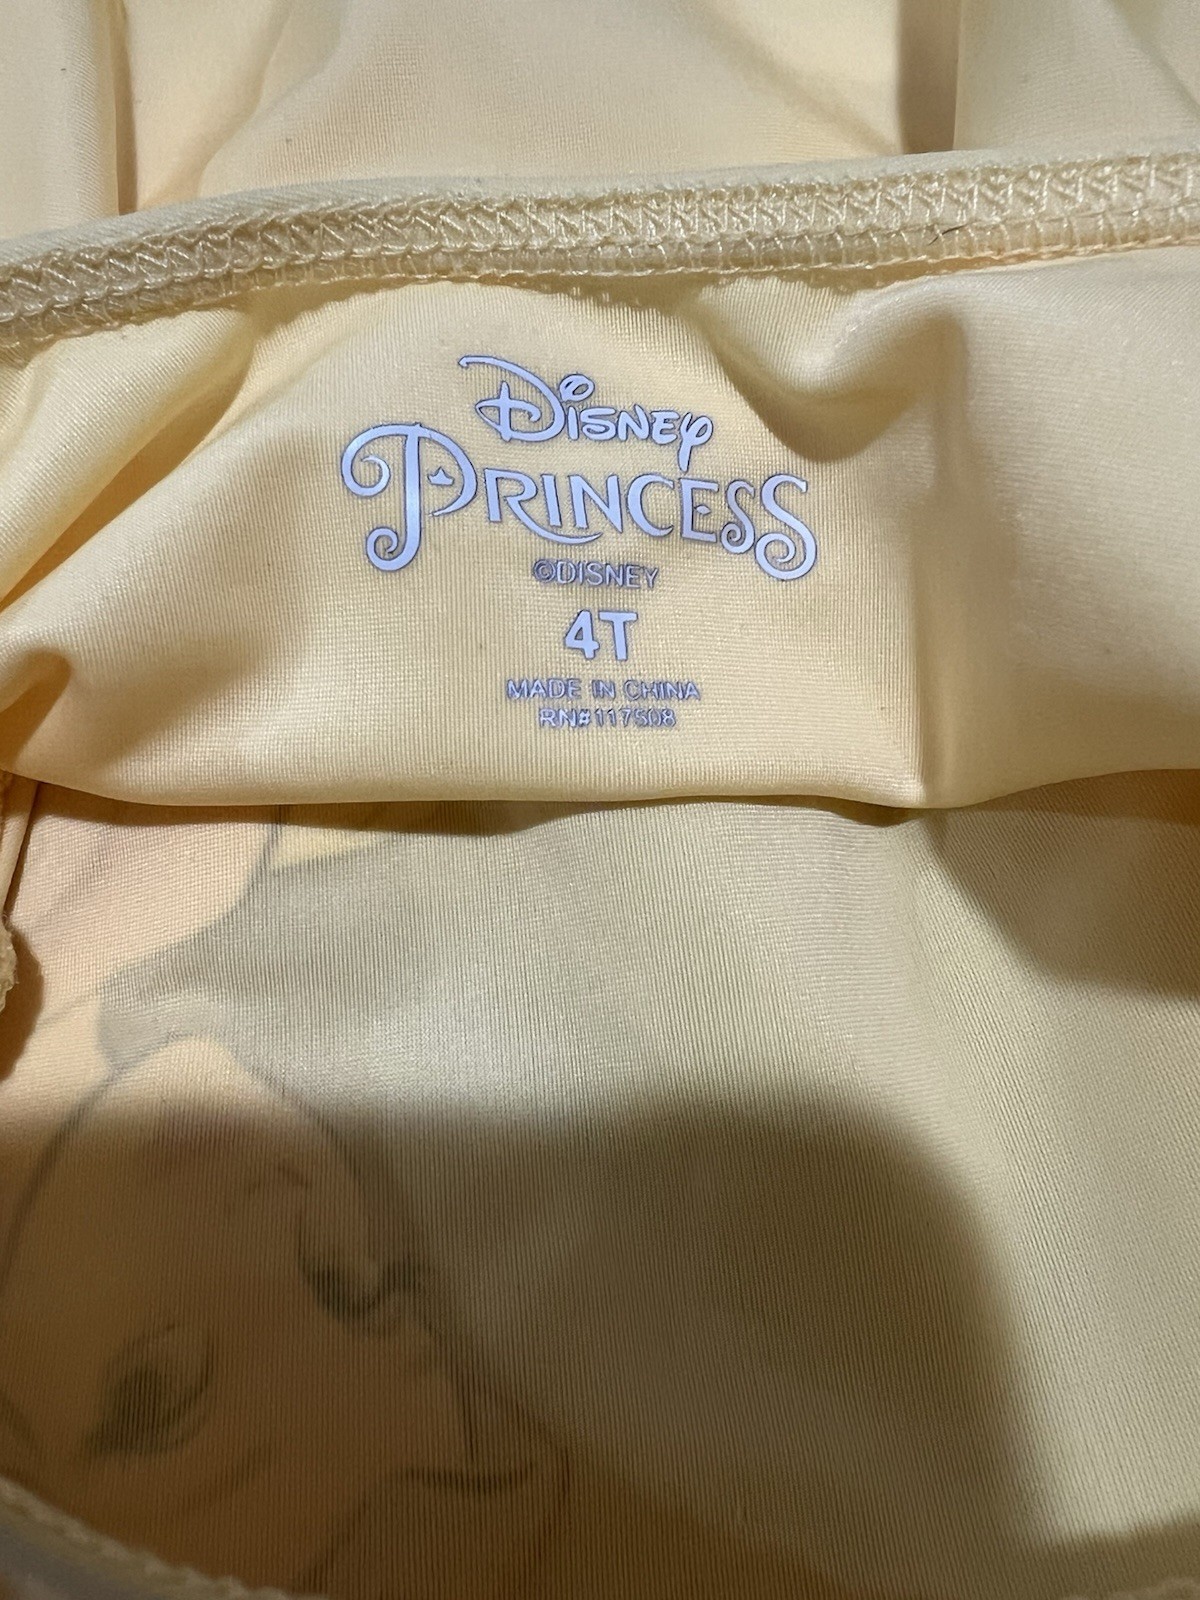 Disney
PRINCESS
©DISNEY
4T
MADE IN CHINA
RN#117508